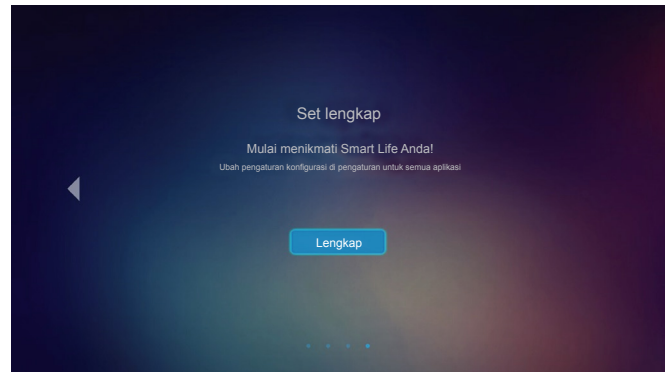 Set lengkap
Mulai menikmati Smart Life Anda!
Ubah pengaturan konfigurasi di pengaturan untuk semua aplikasi
Lengkap